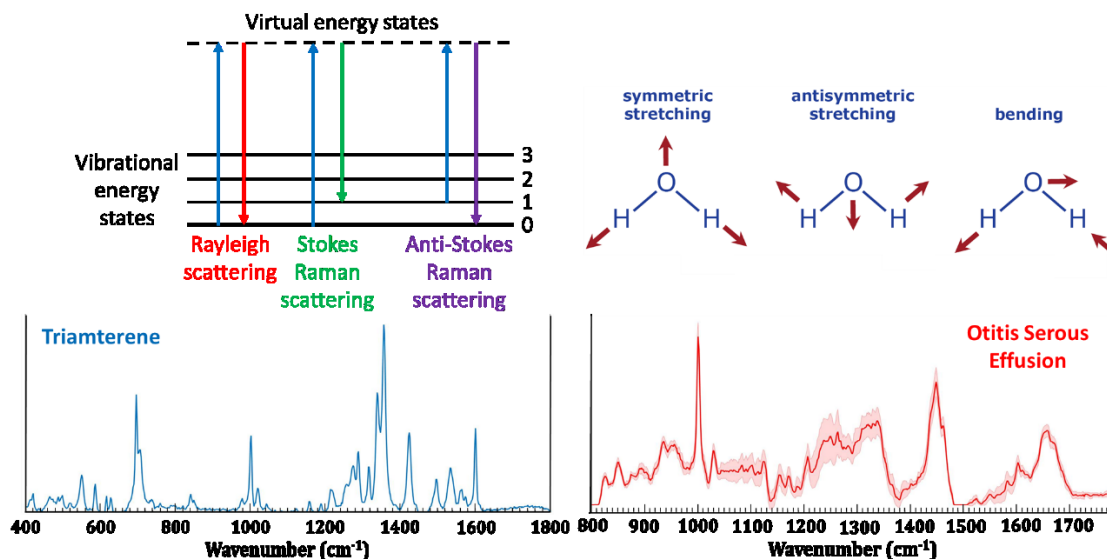 Virtual energy states
3
2
1
0
Vibrational
energy
states
Rayleigh
scattering
Stokes
Raman
scattering
Anti-Stokes
Raman
scattering
symmetric
stretching
O
H H
antisymmetric
stretching
O
H H
bending
O
H H
Triamterene
400 600 800 1000 1200 1400 1600 1800
Wavenumber (cm⁻¹)
Otitis Serous
Effusion
800 900 1000 1100 1200 1300 1400 1500 1600 1700
Wavenumber (cm⁻¹)